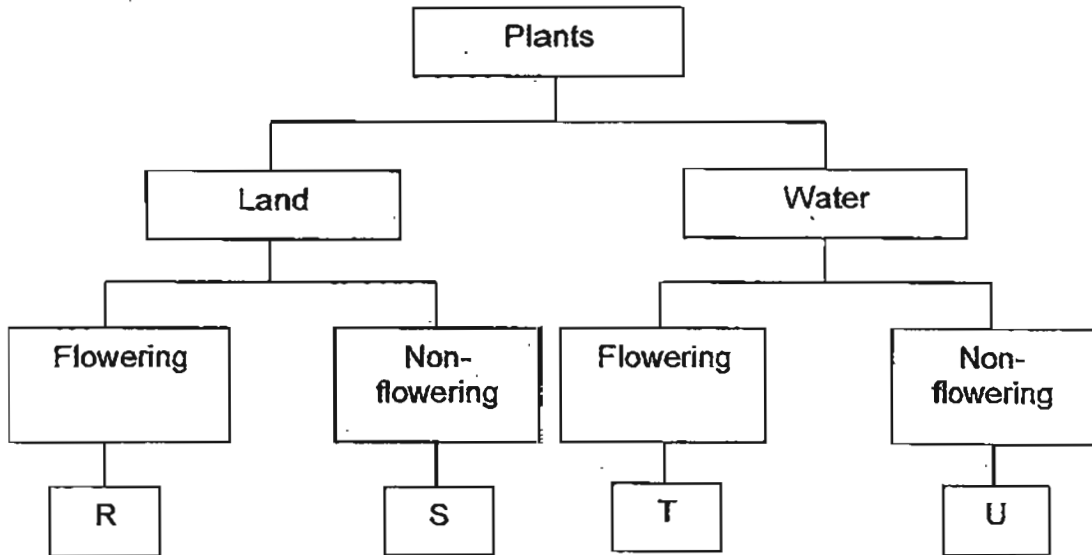 Plants
Land
Water
Flowering
Non-
flowering
Flowering
Non-
flowering
R
S
T
U